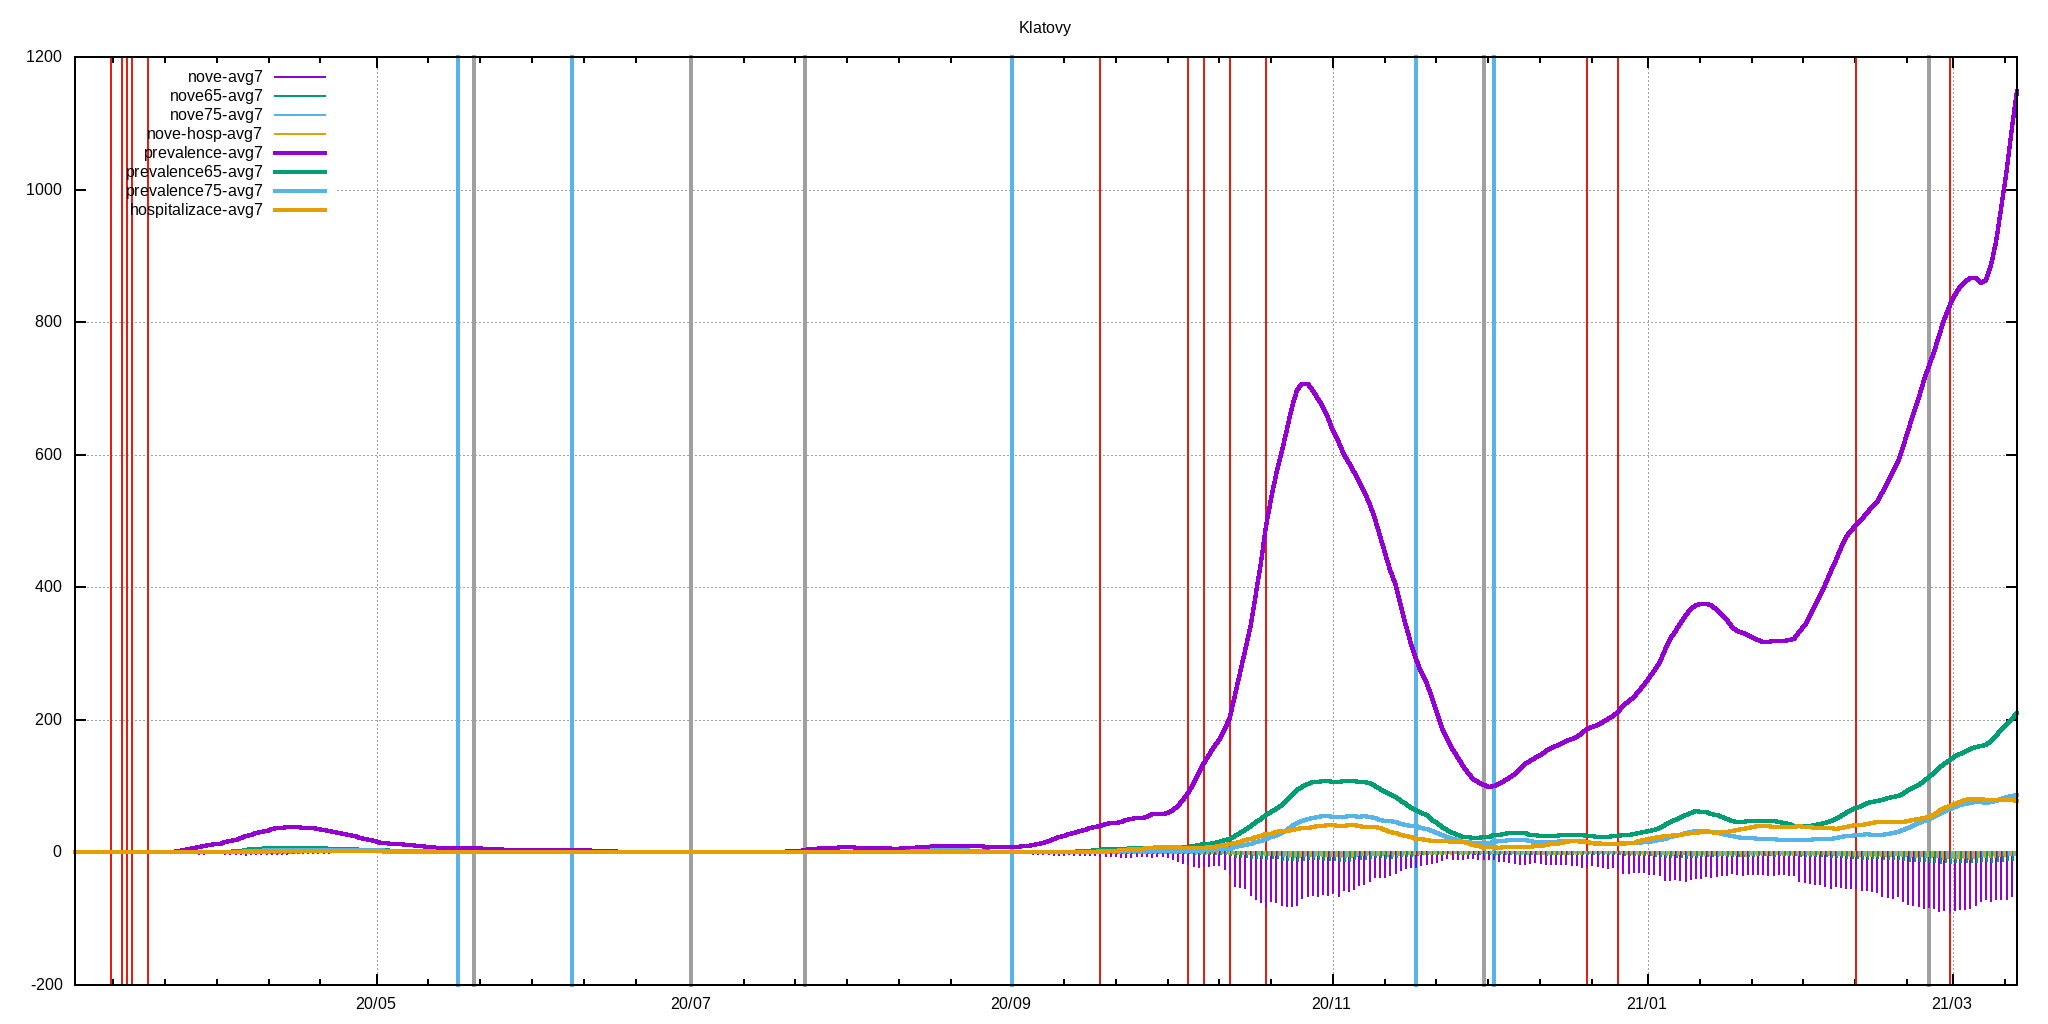 Klatovy
1200
1000
800
600
400
200
0
-200
nove-avg7
nove65-avg7
nove75-avg7
nove-hosp-avg7
prevalence-avg7
prevalence65-avg7
prevalence75-avg7
hospitalizace-avg7
20/05 20/07 20/09 20/11 21/01 21/03